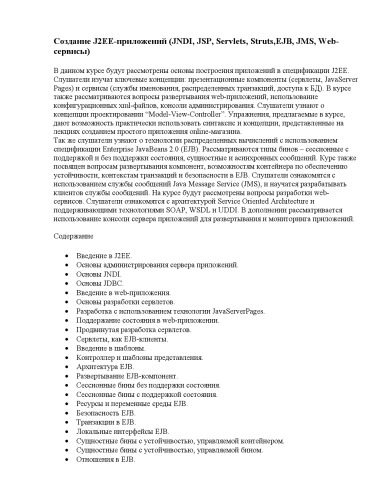 Создание J2EE-приложений (JNDI, JSP, Servlets, Struts,EJB, JMS, Web-
сервисы)
В данном курсе будут рассмотрены основы построения приложений в спецификации J2EE.
Слушатели изучат ключевые концепции: презентационные компоненты (сервлеты, JavaServer
Pages) и сервисы (службы именования, распределенных транзакций, доступа к БД). В курсе
также рассматриваются вопросы развертывания web-приложений, использование
конфигурационных xml-файлов, консоли администрирования. Слушатели узнают о
концепции проектировании “Model-View-Controller”. Упражнения, предлагаемые в курсе,
дают возможность практически использовать синтаксис и концепции, представленные на
лекциях созданием простого приложения online-магазина.
Так же слушатели узнают о технологии распределенных вычислений с использованием
спецификации Enterprise JavaBeans 2.0 (EJB). Рассматриваются типы бинов – сессионные с
поддержкой и без поддержки состояния, сущностные и асинхронных сообщений. Курс также
посвящен вопросам развертывания компонент, возможностям контейнера по обеспечению
устойчивости, контекстам транзакций и безопасности в EJB. Слушатели ознакомятся с
использованием службы сообщений Java Message Service (JMS), и научатся разрабатывать
клиентов службы сообщений. На курсе будут рассмотрены вопросы разработки web-
сервисов. Слушатели ознакомятся с архитектурой Service Oriented Architecture и
поддерживающими технологиями SOAP, WSDL и UDDI. В дополнении рассматривается
использование консоли сервера приложений для развертывания и мониторинга приложений.
Содержание
• Введение в J2EE.
• Основы администрирования сервера приложений.
• Основы JNDI.
• Основы JDBC.
• Введение в web-приложения.
• Основы разработки сервлетов.
• Разработка с использованием технологии JavaServerPages.
• Поддержание состояния в web-приложении.
• Продвинутая разработка сервлетов.
• Сервлеты, как EJB-клиенты.
• Введение в шаблоны.
• Контроллер и шаблоны представления.
• Архитектура EJB.
• Развертывание EJB-компонент.
• Сессионные бины без поддержки состояния.
• Сессионные бины с поддержкой состояния.
• Ресурсы и переменные среды EJB.
• Безопасность EJB.
• Транзакции в EJB.
• Локальные интерфейсы EJB.
• Сущностные бины с устойчивостью, управляемой контейнером.
• Сущностные бины с устойчивостью, управляемой бином.
• Отношения в EJB.